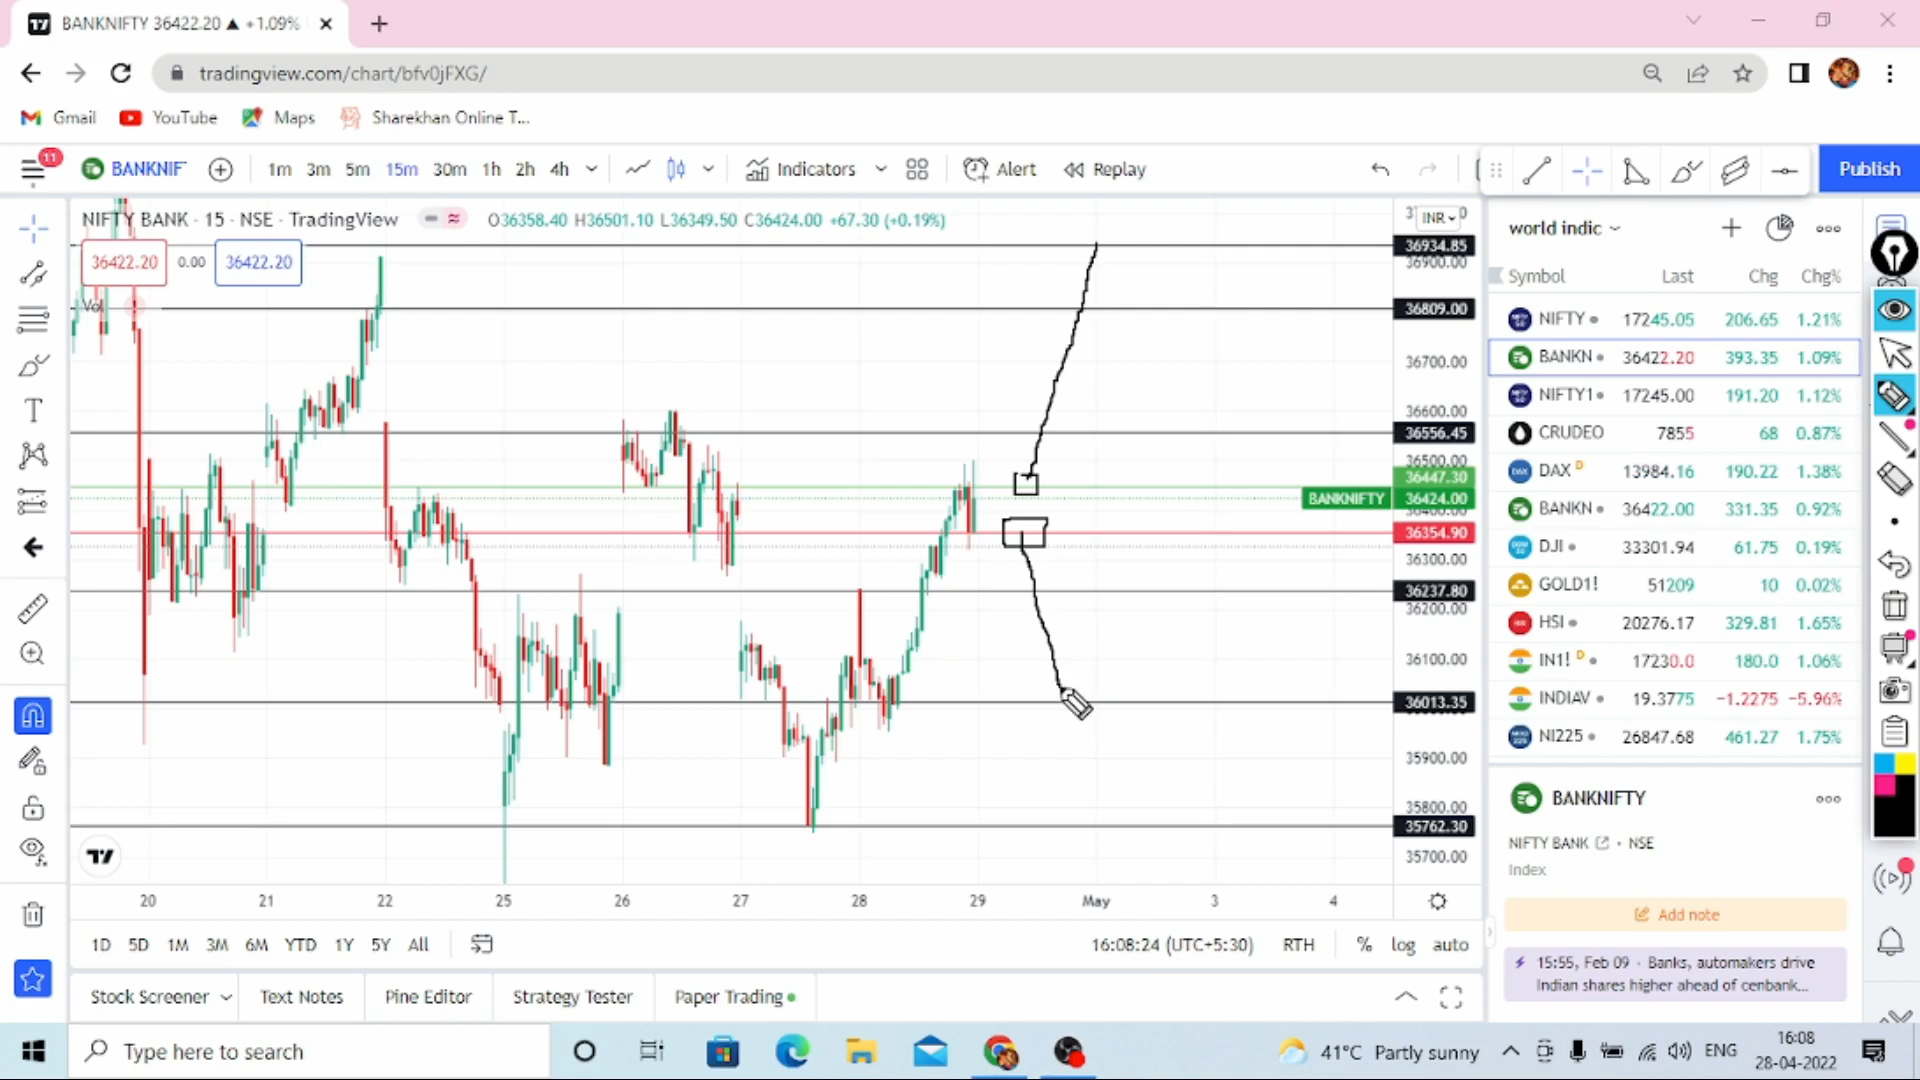 BANKNIFTY 36422.20 ▲ +1.09%
tradingview.com/chart/bfv0jFXG/
Gmail YouTube Maps Sharekhan Online T...
11
BANKNIF 1m 3m 5m 15m 30m 1h 2h 4h Indicators Alert Replay Publish
NIFTY BANK · 15 · NSE · TradingView O36358.40 H36501.10 L36349.50 C36424.00 +67.30 (+0.19%)
INR
36422.20 0.00 36422.20
Vol
36934.85
36900.00
36809.00
36700.00
36600.00
36556.45
36500.00
36447.30
BANKNIFTY 36424.00
36400.00
36354.90
36300.00
36237.80
36200.00
36100.00
36013.35
35900.00
35800.00
35762.30
35700.00
20 21 22 25 26 27 28 29 May 3 4
1D 5D 1M 3M 6M YTD 1Y 5Y All 16:08:24 (UTC+5:30) RTH % log auto
Stock Screener Text Notes Pine Editor Strategy Tester Paper Trading
world indic
Symbol Last Chg Chg%
NIFTY 17245.05 206.65 1.21%
BANKN 36422.20 393.35 1.09%
NIFTY1 17245.00 191.20 1.12%
CRUDEO 7855 68 0.87%
DAX D 13984.16 190.22 1.38%
BANKN 36422.00 331.35 0.92%
DJI 33301.94 61.75 0.19%
GOLD1! 51209 10 0.02%
HSI 20276.17 329.81 1.65%
IN1! D 17230.0 180.0 1.06%
INDIAV 19.3775 −1.2275 −5.96%
NI225 26847.68 461.27 1.75%
BANKNIFTY
NIFTY BANK • NSE
Index
Add note
15:55, Feb 09 · Banks, automakers drive
Indian shares higher ahead of cenbank...
Type here to search
41°C Partly sunny ENG
16:08
28-04-2022